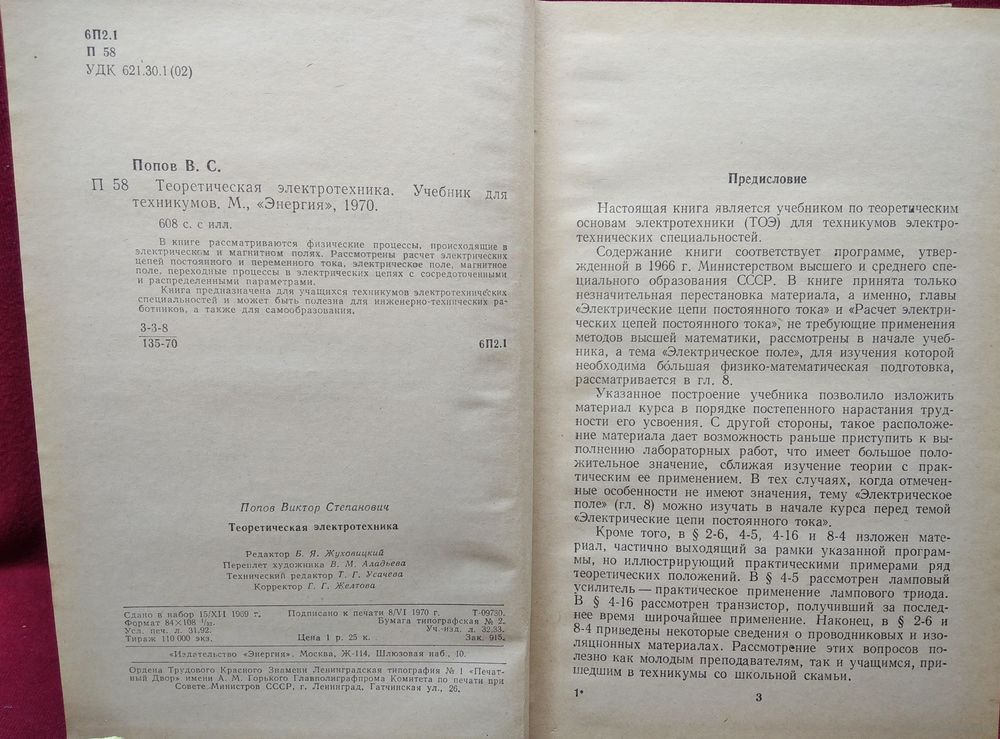 6П2.1
П 58
УДК 621.30.1 (02)
Попов В. С.
П 58 Теоретическая электротехника. Учебник для
техникумов. М., «Энергия», 1970.
608 с. с илл.
В книге рассматриваются физические процессы, происходящие в
электрическом и магнитном полях. Рассмотрены расчет электрических
цепей постоянного и переменного тока, электрическое поле, магнитное
поле, переходные процессы в электрических цепях с сосредоточенными
и распределенными параметрами.
Книга предназначена для учащихся техникумов электротехнических
специальностей и может быть полезна для инженерно-технических ра-
ботников, а также для самообразования.
3-3-8
135-70 6П2.1
Попов Виктор Степанович
Теоретическая электротехника
Редактор Б. Я. Жуховицкий
Переплет художника В. М. Аладьева
Технический редактор Т. Г. Усачева
Корректор Г. Г. Желтова
Сдано в набор 15/XII 1969 г. Подписано к печати 8/VI 1970 г. Т-09730.
Формат 84×108 1/32. Бумага типографская № 2.
Усл. печ. л. 31,92. Уч.-изд. л. 32,33.
Тираж 110 000 экз. Цена 1 р. 25 к. Зак. 915.
«Издательство «Энергия». Москва, Ж-114, Шлюзовая наб., 10.
Ордена Трудового Красного Знамени Ленинградская типография № 1 «Печат-
ный Двор» имени А. М. Горького Главполиграфпрома Комитета по печати при
Совете Министров СССР, г. Ленинград, Гатчинская ул., 26.
Предисловие
Настоящая книга является учебником по теоретическим
основам электротехники (ТОЭ) для техникумов электро-
технических специальностей.
Содержание книги соответствует программе, утвер-
жденной в 1966 г. Министерством высшего и среднего спе-
циального образования СССР. В книге принята только
незначительная перестановка материала, а именно, главы
«Электрические цепи постоянного тока» и «Расчет электри-
ческих цепей постоянного тока», не требующие применения
методов высшей математики, рассмотрены в начале учеб-
ника, а тема «Электрическое поле», для изучения которой
необходима бо́льшая физико-математическая подготовка,
рассматривается в гл. 8.
Указанное построение учебника позволило изложить
материал курса в порядке постепенного нарастания труд-
ности его усвоения. С другой стороны, такое расположе-
ние материала дает возможность раньше приступить к вы-
полнению лабораторных работ, что имеет большое поло-
жительное значение, сближая изучение теории с прак-
тическим ее применением. В тех случаях, когда отмечен-
ные особенности не имеют значения, тему «Электрическое
поле» (гл. 8) можно изучать в начале курса перед темой
«Электрические цепи постоянного тока».
Кроме того, в § 2-6, 4-5, 4-16 и 8-4 изложен мате-
риал, частично выходящий за рамки указанной програм-
мы, но иллюстрирующий практическими примерами ряд
теоретических положений. В § 4-5 рассмотрен ламповый
усилитель — практическое применение лампового триода.
В § 4-16 рассмотрен транзистор, получивший за послед-
нее время широчайшее применение. Наконец, в § 2-6 и
8-4 приведены некоторые сведения о проводниковых и изо-
ляционных материалах. Рассмотрение этих вопросов по-
лезно как молодым преподавателям, так и учащимся, при-
шедшим в техникумы со школьной скамьи.
1* 3